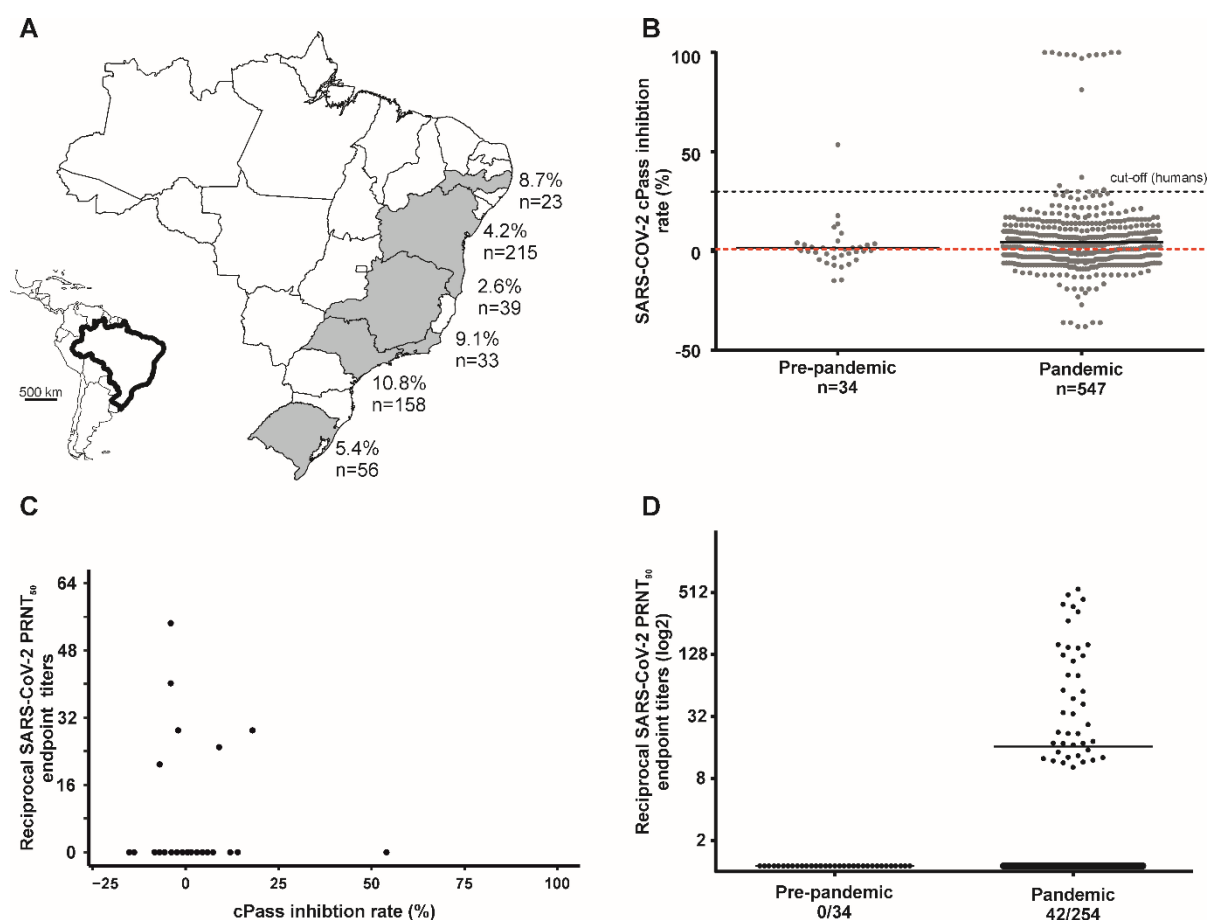 A
8.7%
n=23
4.2%
n=215
2.6%
n=39
9.1%
n=33
10.8%
n=158
5.4%
n=56
500 km
B
SARS-COV-2 cPass inhibtion
rate (%)
100
50
0
-50
cut-off (humans)
Pre-pandemic
n=34
Pandemic
n=547
C
Reciprocal SARS-CoV-2 PRNT50
endpoint titers
64
48
32
16
0
−25
0
25
50
75
100
cPass inhibtion rate (%)
D
Reciprocal SARS-CoV-2 PRNT90
endpoint titers (log2)
512
128
32
8
2
Pre-pandemic
0/34
Pandemic
42/254